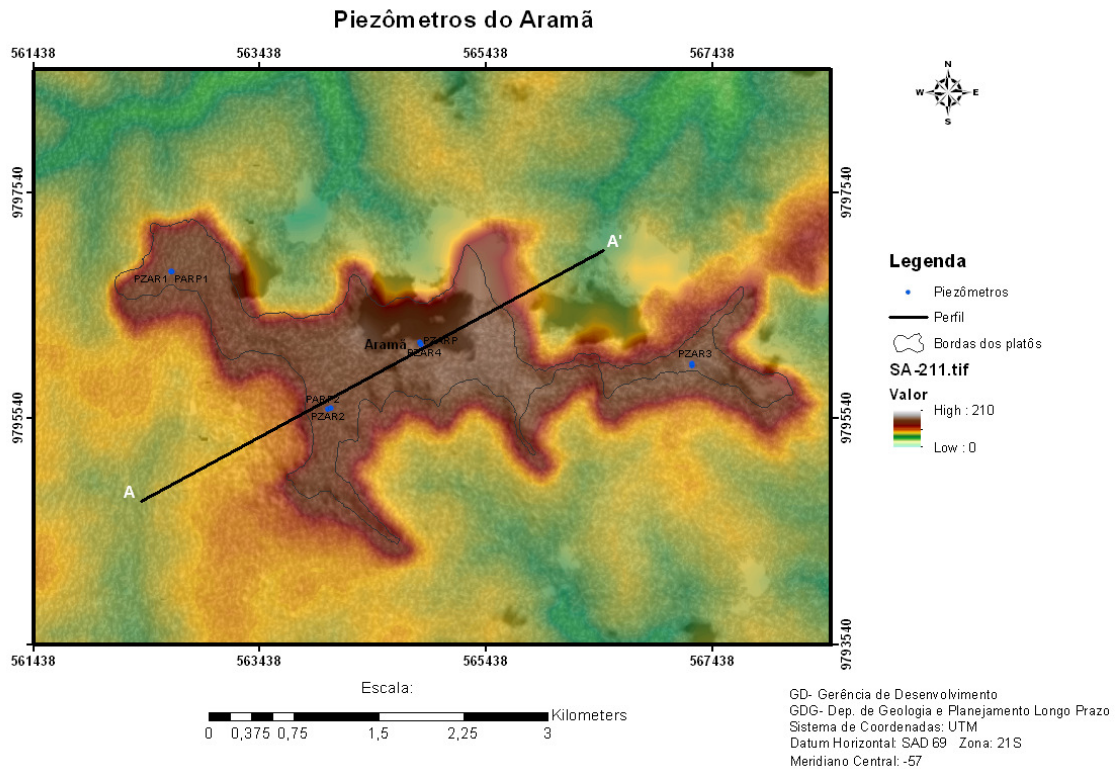 Piezômetros do Aramã
561438 563438 565438 567438
N
W E
S
9797540 9797540
A'
PZAR1 PARP1
Aramã PZARP
PZAR4
PZAR3
PARP2
PZAR2
9795540 9795540
A
9793540
561438 563438 565438 567438
Legenda
Piezômetros
Perfil
Bordas dos platôs
SA-211.tif
Valor
High : 210
Low : 0
Escala:
Kilometers
0 0,375 0,75 1,5 2,25 3
GD- Gerência de Desenvolvimento
GDG- Dep. de Geologia e Planejamento Longo Prazo
Sistema de Coordenadas: UTM
Datum Horizontal: SAD 69 Zona: 21S
Meridiano Central: -57